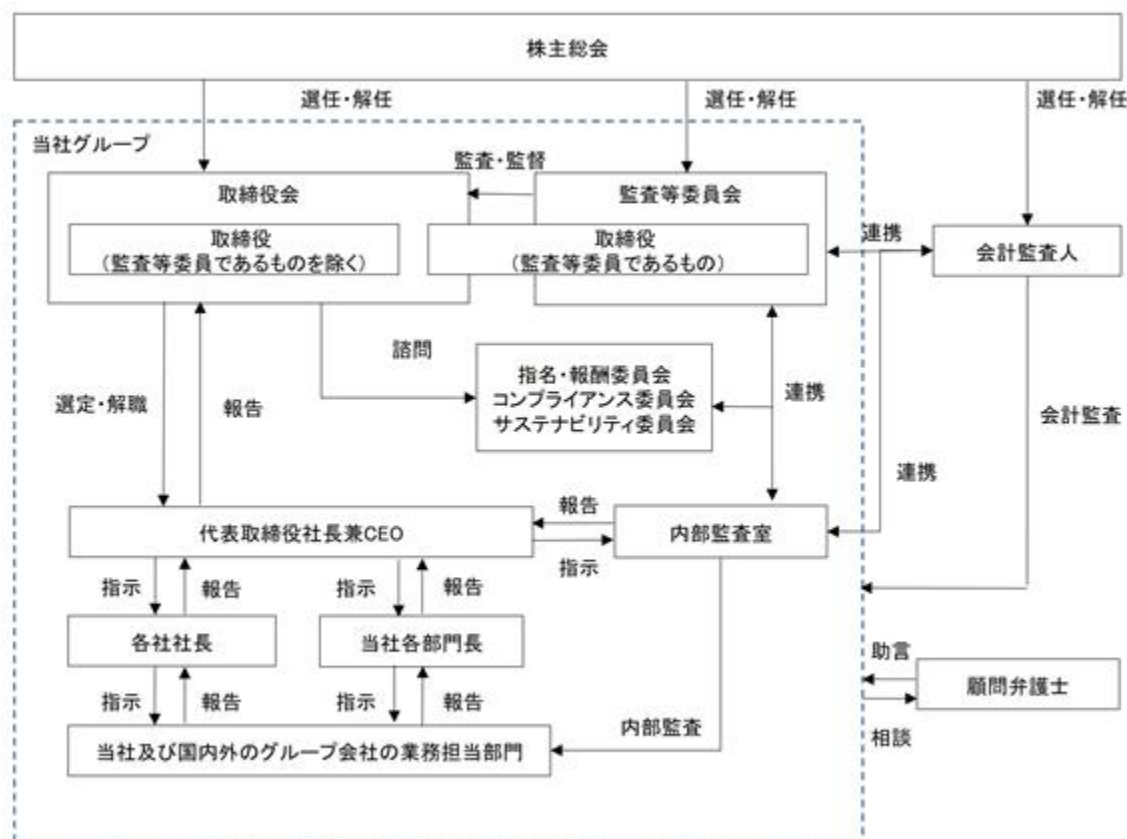 株主総会
選任・解任
選任・解任
選任・解任
当社グループ
監査・監督
取締役会
監査等委員会
取締役
(監査等委員であるものを除く)
取締役
(監査等委員であるもの)
連携
会計監査人
諮問
指名・報酬委員会
コンプライアンス委員会
サステナビリティ委員会
選定・解職
報告
連携
会計監査
連携
代表取締役社長兼CEO
報告
指示
内部監査室
指示
報告
指示
報告
各社社長
当社各部門長
助言
顧問弁護士
相談
指示
報告
指示
報告
内部監査
当社及び国内外のグループ会社の業務担当部門